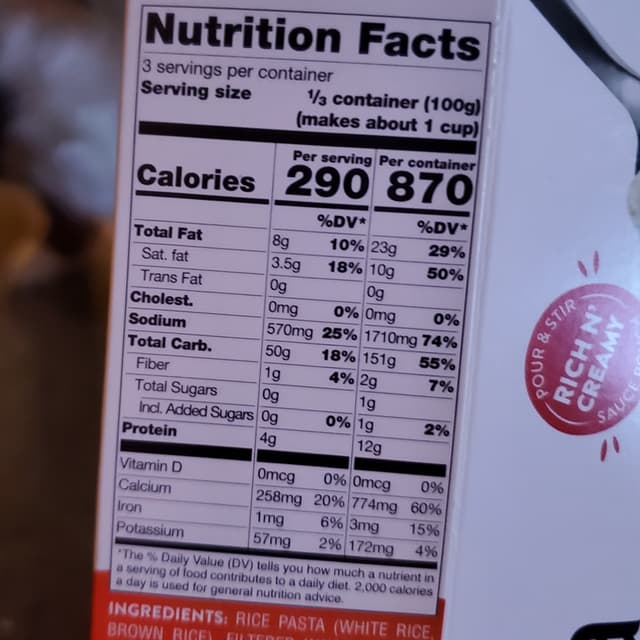 Nutrition Facts
3 servings per container
Serving size 1/3 container (100g)
(makes about 1 cup)
Per serving Per container
Calories 290 870
%DV* %DV*
Total Fat 8g 10% 23g 29%
Sat. fat 3.5g 18% 10g 50%
Trans Fat 0g 0g
Cholest. 0mg 0% 0mg 0%
Sodium 570mg 25% 1710mg 74%
Total Carb. 50g 18% 151g 55%
Fiber 1g 4% 2g 7%
Total Sugars 0g 1g
Incl. Added Sugars 0g 0% 1g 2%
Protein 4g 12g
Vitamin D 0mcg 0% 0mcg 0%
Calcium 258mg 20% 774mg 60%
Iron 1mg 6% 3mg 15%
Potassium 57mg 2% 172mg 4%
*The % Daily Value (DV) tells you how much a nutrient in
a serving of food contributes to a daily diet. 2,000 calories
a day is used for general nutrition advice.
INGREDIENTS: RICE PASTA (WHITE RICE
BROWN RICE), FILTERED
POUR & STIR
RICH N'
CREAMY